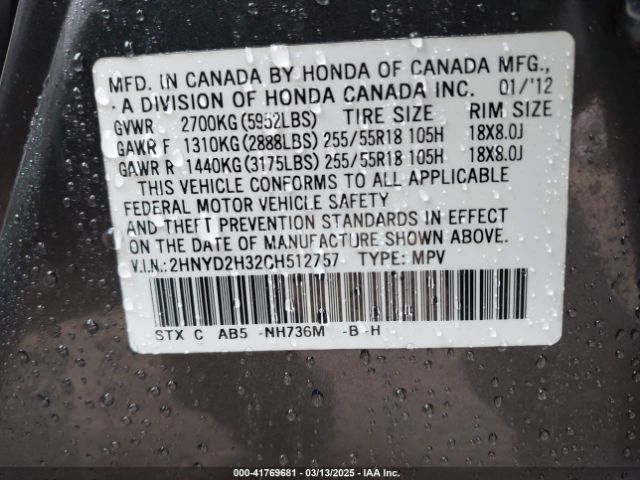 MFD. IN CANADA BY HONDA OF CANADA MFG.,
A DIVISION OF HONDA CANADA INC. 01/'12
GVWR 2700KG(5952LBS) TIRE SIZE RIM SIZE
GAWR F 1310KG(2888LBS) 255/55R18 105H 18X8.0J
GAWR R 1440KG(3175LBS) 255/55R18 105H 18X8.0J
THIS VEHICLE CONFORMS TO ALL APPLICABLE
FEDERAL MOTOR VEHICLE SAFETY
AND THEFT PREVENTION STANDARDS IN EFFECT
ON THE DATE OF MANUFACTURE SHOWN ABOVE.
V.I.N.:2HNYD2H32CH512757 TYPE: MPV
STX C AB5 -NH736M -B -H
000-41769681 - 03/13/2025 - IAA Inc.